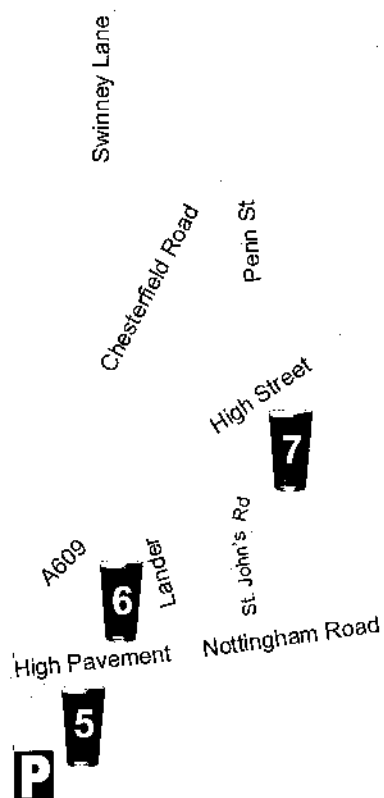 Swinney Lane
Chesterfield Road
Penn St
High Street
7
St. John's Rd
A609
6
Lander
High Pavement
Nottingham Road
5
P